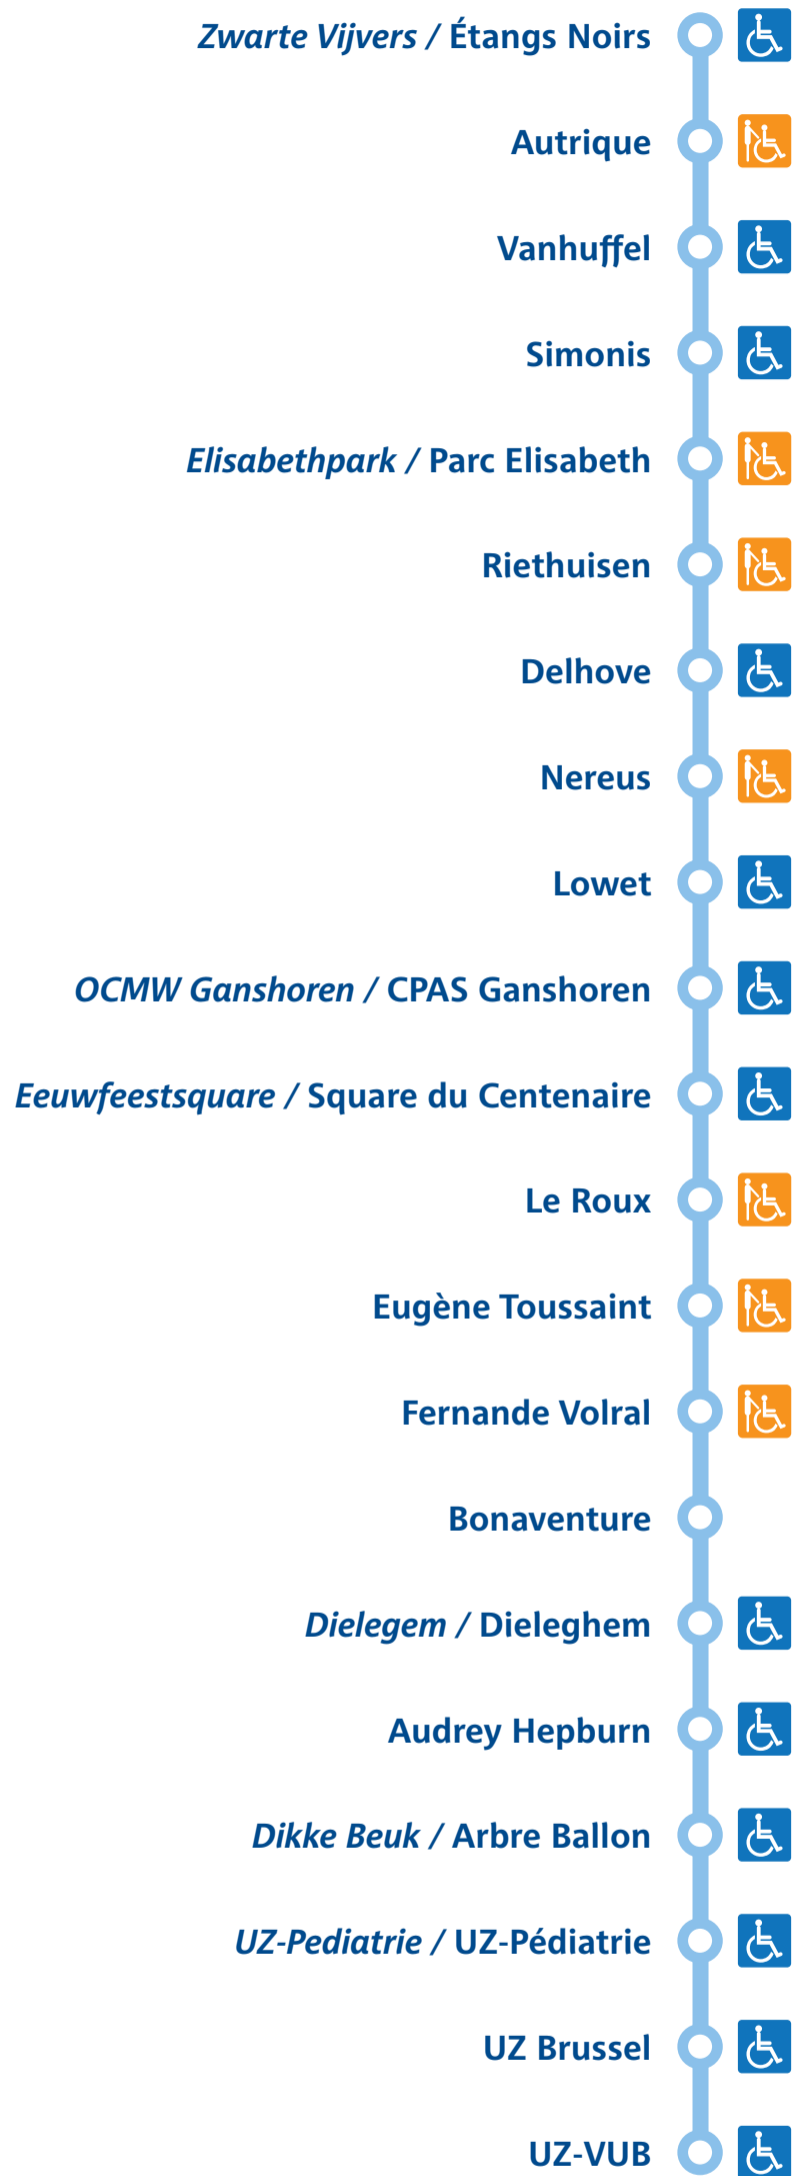 Zwarte Vijvers / Étangs Noirs
Autrique
Vanhuffel
Simonis
Elisabethpark / Parc Elisabeth
Riethuisen
Delhove
Nereus
Lowet
OCMW Ganshoren / CPAS Ganshoren
Eeuwfeestsquare / Square du Centenaire
Le Roux
Eugène Toussaint
Fernande Volral
Bonaventure
Dielegem / Dieleghem
Audrey Hepburn
Dikke Beuk / Arbre Ballon
UZ-Pediatrie / UZ-Pédiatrie
UZ Brussel
UZ-VUB